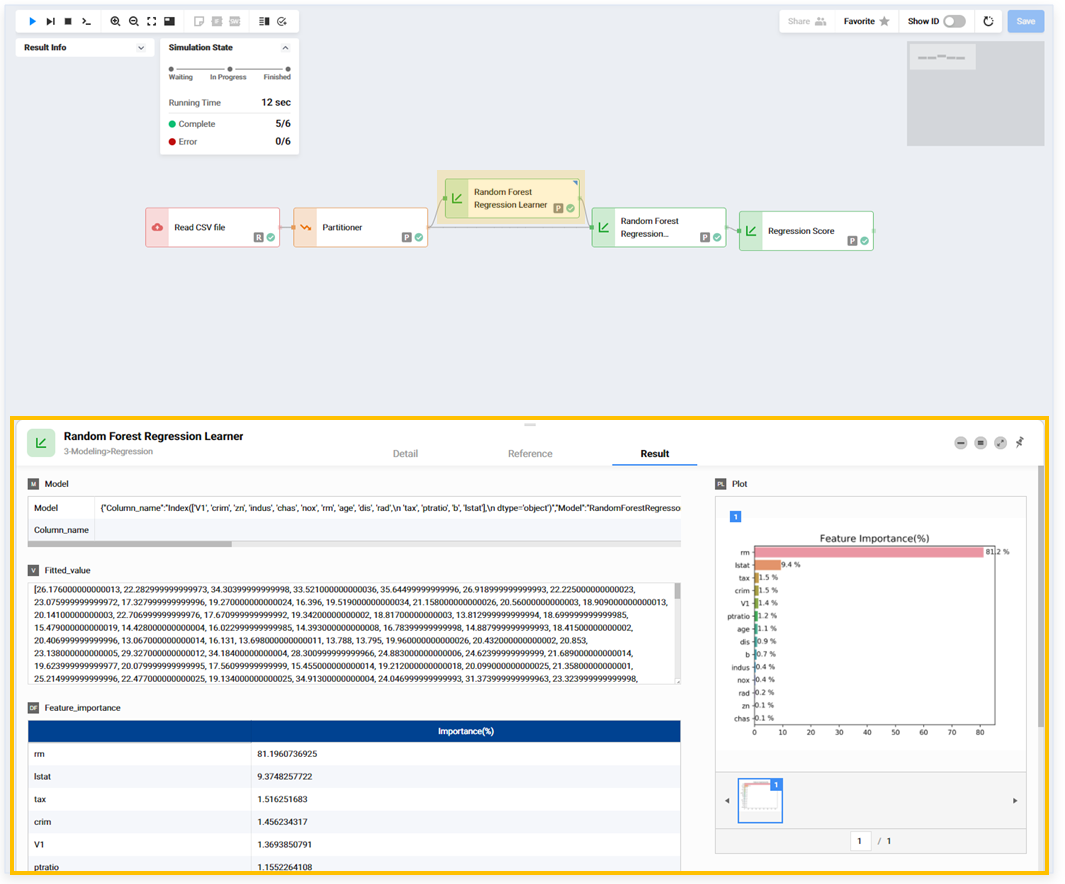 Share
Favorite
Show ID
Save
Result Info
Simulation State
Waiting
In Progress
Finished
Running Time
12 sec
Complete
5/6
Error
0/6
Read CSV file
R
Partitioner
P
Random Forest
Regression Learner
P
Random Forest
Regression...
P
Regression Score
P
Random Forest Regression Learner
3-Modeling>Regression
Detail
Reference
Result
M Model
Model {"Column_name":"Index(['V1', 'crim', 'zn', 'indus', 'chas', 'nox', 'rm', 'age', 'dis', 'rad',\n 'tax', 'ptratio', 'b', 'lstat'],\n dtype='object')","Model":"RandomForestRegressor
Column_name
V Fitted_value
[26.176000000000013, 22.282999999999973, 34.30399999999998, 33.521000000000036, 35.64499999999996, 26.918999999999993, 22.225000000000023,
23.075999999999972, 17.327999999999996, 19.270000000000024, 16.396, 19.519000000000034, 21.158000000000026, 20.56000000000003, 18.909000000000013,
20.14100000000003, 22.706999999999976, 17.670999999999992, 19.34200000000002, 18.81700000000003, 13.812999999999994, 18.699999999999985,
15.479000000000019, 14.428000000000004, 16.022999999999985, 14.393000000000008, 16.78399999999998, 14.887999999999993, 18.41500000000002,
20.406999999999996, 13.067000000000014, 16.131, 13.698000000000011, 13.788, 13.795, 19.960000000000026, 20.432000000000002, 20.853,
23.138000000000005, 29.327000000000012, 34.18400000000004, 28.300999999999966, 24.883000000000006, 24.62399999999999, 21.689000000000014,
19.623999999999977, 20.079999999999995, 17.56099999999999, 15.455000000000014, 19.212000000000018, 20.099000000000025, 21.35800000000001,
25.214999999999996, 22.477000000000025, 19.134000000000025, 34.91300000000004, 24.046999999999993, 31.373999999999963, 23.323999999999998,
DF Feature_importance
Importance(%)
rm 81.1960736925
lstat 9.3748257722
tax 1.516251683
crim 1.456234317
V1 1.3693850791
ptratio 1.1552264108
PL Plot
1
Feature Importance(%)
rm 81.2 %
lstat 9.4 %
tax 1.5 %
crim 1.5 %
V1 1.4 %
ptratio 1.2 %
age 1.1 %
dis 0.9 %
b 0.7 %
indus 0.4 %
nox 0.4 %
rad 0.2 %
zn 0.1 %
chas 0.1 %
0 10 20 30 40 50 60 70 80
1
1 / 1